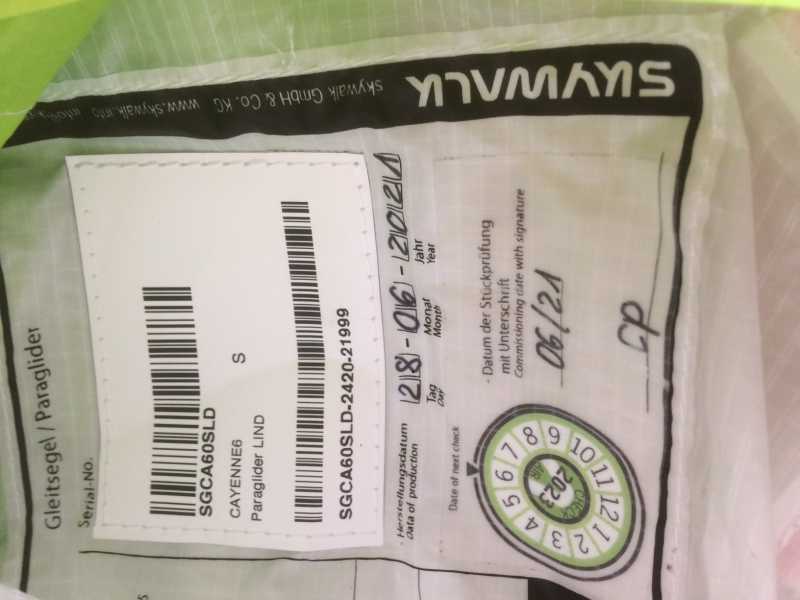 SKYWALK
skywalk GmbH & Co. KG www.skywalk.info
Gleitsegel / Paraglider
Serial-No.
SGCA60SLD
CAYENNE6 S
Paraglider LIND
SGCA60SLD-2420-21999
- Herstellungsdatum
Data of production
28-06-2021
Tag Monat Jahr
Day Month Year
- Datum der Stückprüfung
mit Unterschrift
Commissioning date with signature
06/21
CP
Date of next check
1 2 3 4 5 6 7 8 9 10 11 12
2023
CHECK
AIR